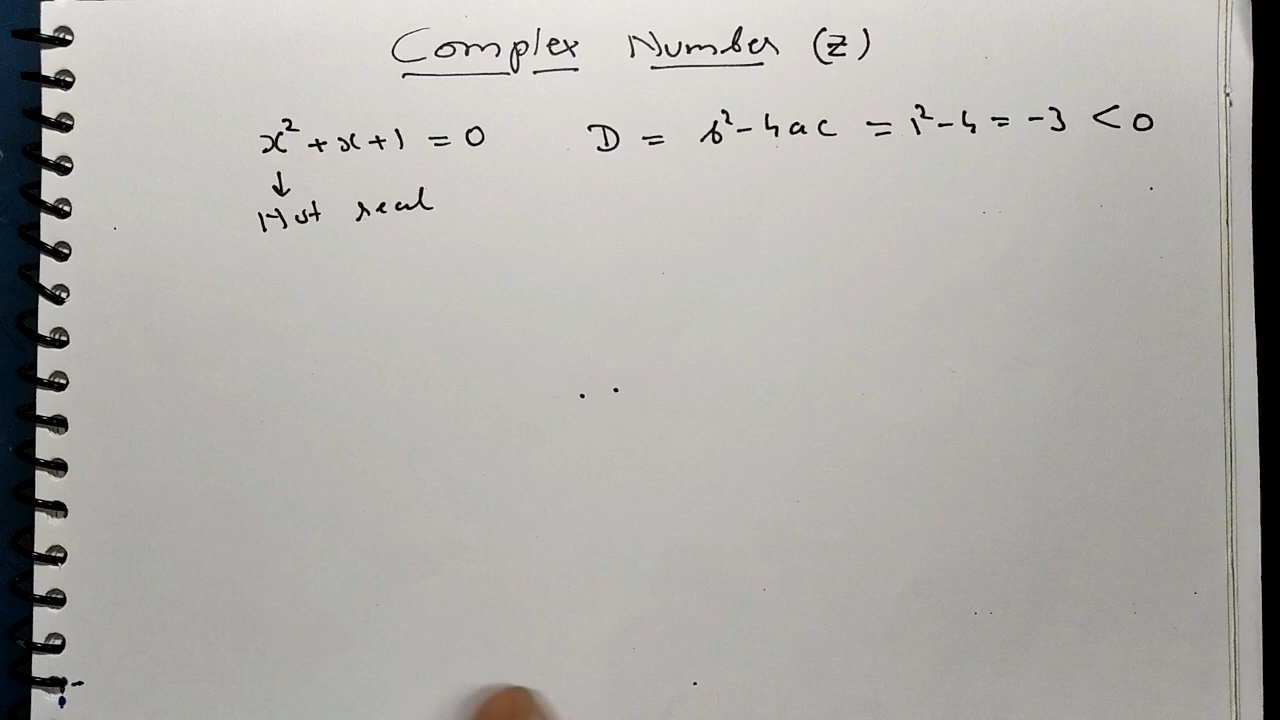 Complex Number (z)
x² + x + 1 = 0 D = b² - 4ac = 1² - 4 = -3 < 0
↓
Not real